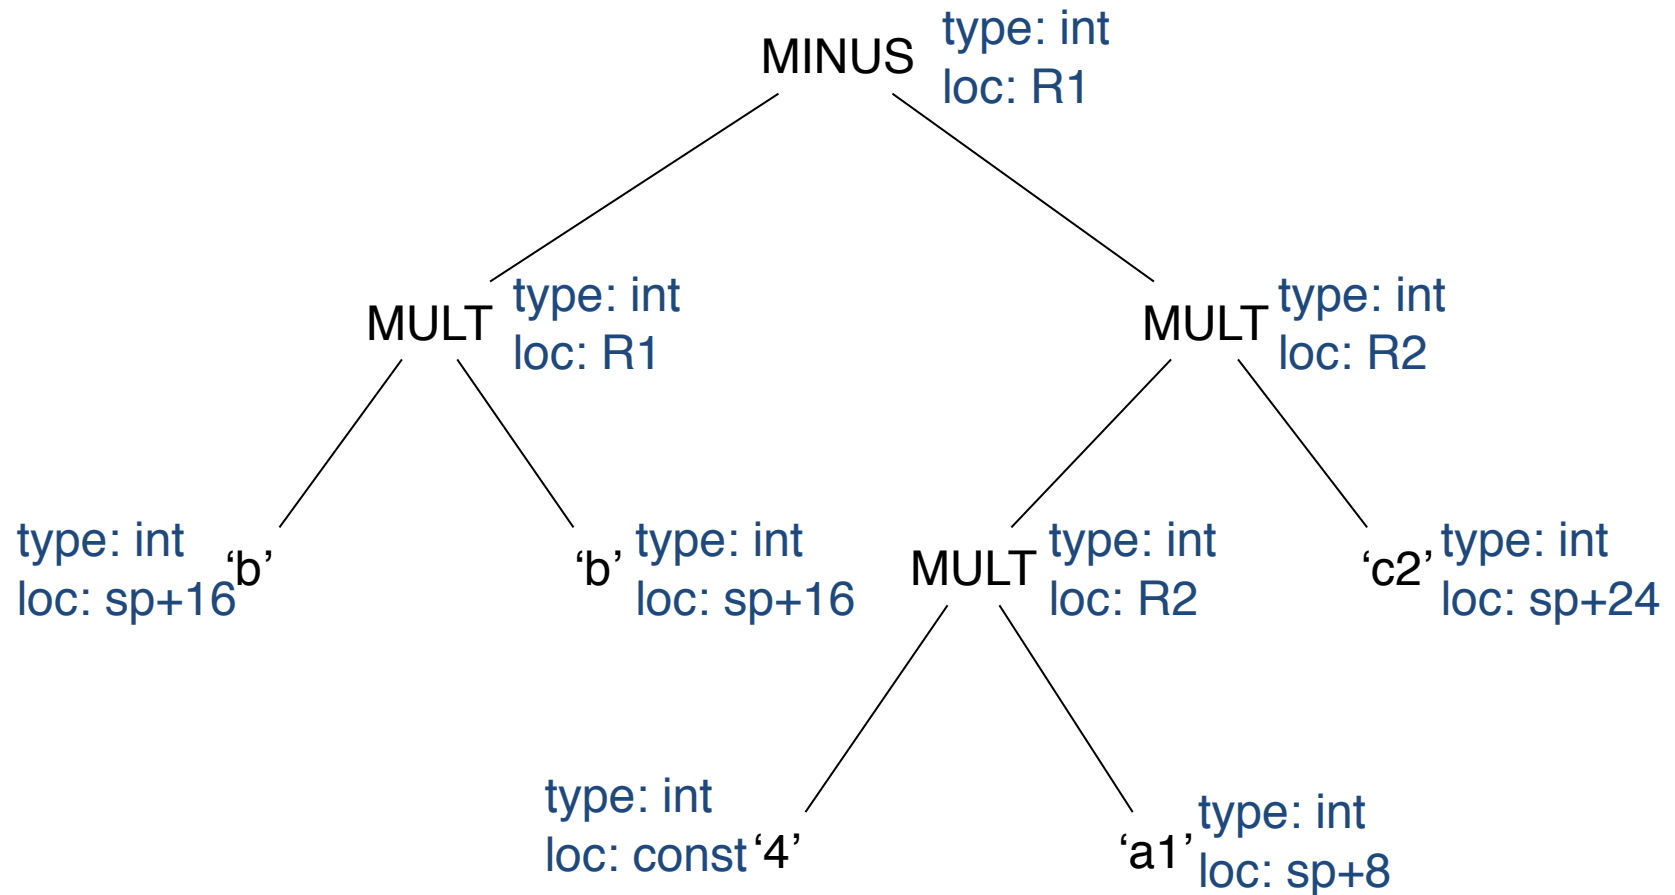 MINUS
type: int
loc: R1
MULT
type: int
loc: R1
MULT
type: int
loc: R2
type: int
loc: sp+16
‘b’
‘b’
type: int
loc: sp+16
MULT
type: int
loc: R2
‘c2’
type: int
loc: sp+24
type: int
loc: const
‘4’
‘a1’
type: int
loc: sp+8